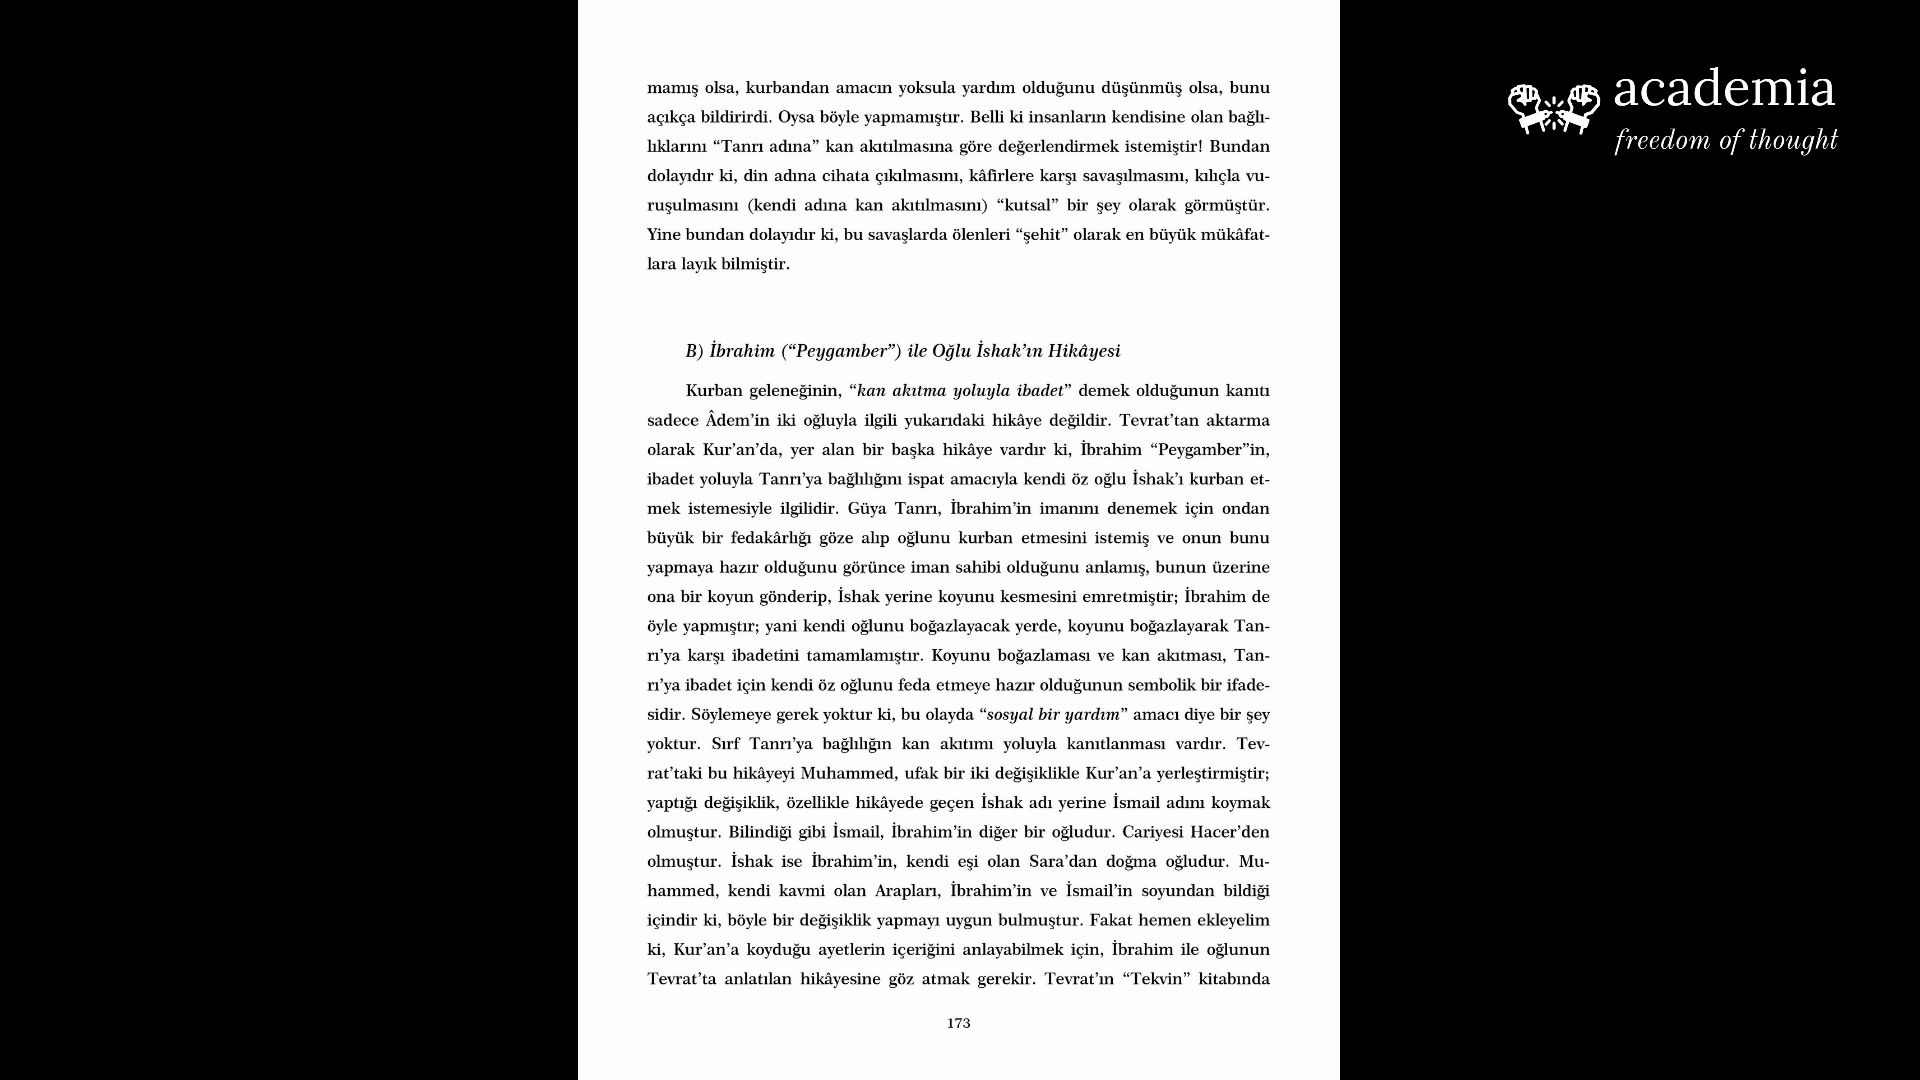 mamış olsa, kurbandan amacın yoksula yardım olduğunu düşünmüş olsa, bunu
açıkça bildirirdi. Oysa böyle yapmamıştır. Belli ki insanların kendisine olan bağlı-
lıklarını “Tanrı adına” kan akıtılmasına göre değerlendirmek istemiştir! Bundan
dolayıdır ki, din adına cihata çıkılmasını, kâfirlere karşı savaşılmasını, kılıçla vu-
ruşulmasını (kendi adına kan akıtılmasını) “kutsal” bir şey olarak görmüştür.
Yine bundan dolayıdır ki, bu savaşlarda ölenleri “şehit” olarak en büyük mükâfat-
lara layık bilmiştir.
B) İbrahim (“Peygamber”) ile Oğlu İshak’ın Hikâyesi
Kurban geleneğinin, “kan akıtma yoluyla ibadet” demek olduğunun kanıtı
sadece Âdem’in iki oğluyla ilgili yukarıdaki hikâye değildir. Tevrat’tan aktarma
olarak Kur’an’da, yer alan bir başka hikâye vardır ki, İbrahim “Peygamber”in,
ibadet yoluyla Tanrı’ya bağlılığını ispat amacıyla kendi öz oğlu İshak’ı kurban et-
mek istemesiyle ilgilidir. Güya Tanrı, İbrahim’in imanını denemek için ondan
büyük bir fedakârlığı göze alıp oğlunu kurban etmesini istemiş ve onun bunu
yapmaya hazır olduğunu görünce iman sahibi olduğunu anlamış, bunun üzerine
ona bir koyun gönderip, İshak yerine koyunu kesmesini emretmiştir; İbrahim de
öyle yapmıştır; yani kendi oğlunu boğazlayacak yerde, koyunu boğazlayarak Tan-
rı’ya karşı ibadetini tamamlamıştır. Koyunu boğazlaması ve kan akıtması, Tan-
rı’ya ibadet için kendi öz oğlunu feda etmeye hazır olduğunun sembolik bir ifade-
sidir. Söylemeye gerek yoktur ki, bu olayda “sosyal bir yardım” amacı diye bir şey
yoktur. Sırf Tanrı’ya bağlılığın kan akıtımı yoluyla kanıtlanması vardır. Tev-
rat’taki bu hikâyeyi Muhammed, ufak bir iki değişiklikle Kur’an’a yerleştirmiştir;
yaptığı değişiklik, özellikle hikâyede geçen İshak adı yerine İsmail adını koymak
olmuştur. Bilindiği gibi İsmail, İbrahim’in diğer bir oğludur. Cariyesi Hacer’den
olmuştur. İshak ise İbrahim’in, kendi eşi olan Sara’dan doğma oğludur. Mu-
hammed, kendi kavmi olan Arapları, İbrahim’in ve İsmail’in soyundan bildiği
içindir ki, böyle bir değişiklik yapmayı uygun bulmuştur. Fakat hemen ekleyelim
ki, Kur’an’a koyduğu ayetlerin içeriğini anlayabilmek için, İbrahim ile oğlunun
Tevrat’ta anlatılan hikâyesine göz atmak gerekir. Tevrat’ın “Tekvin” kitabında
173
academia
freedom of thought